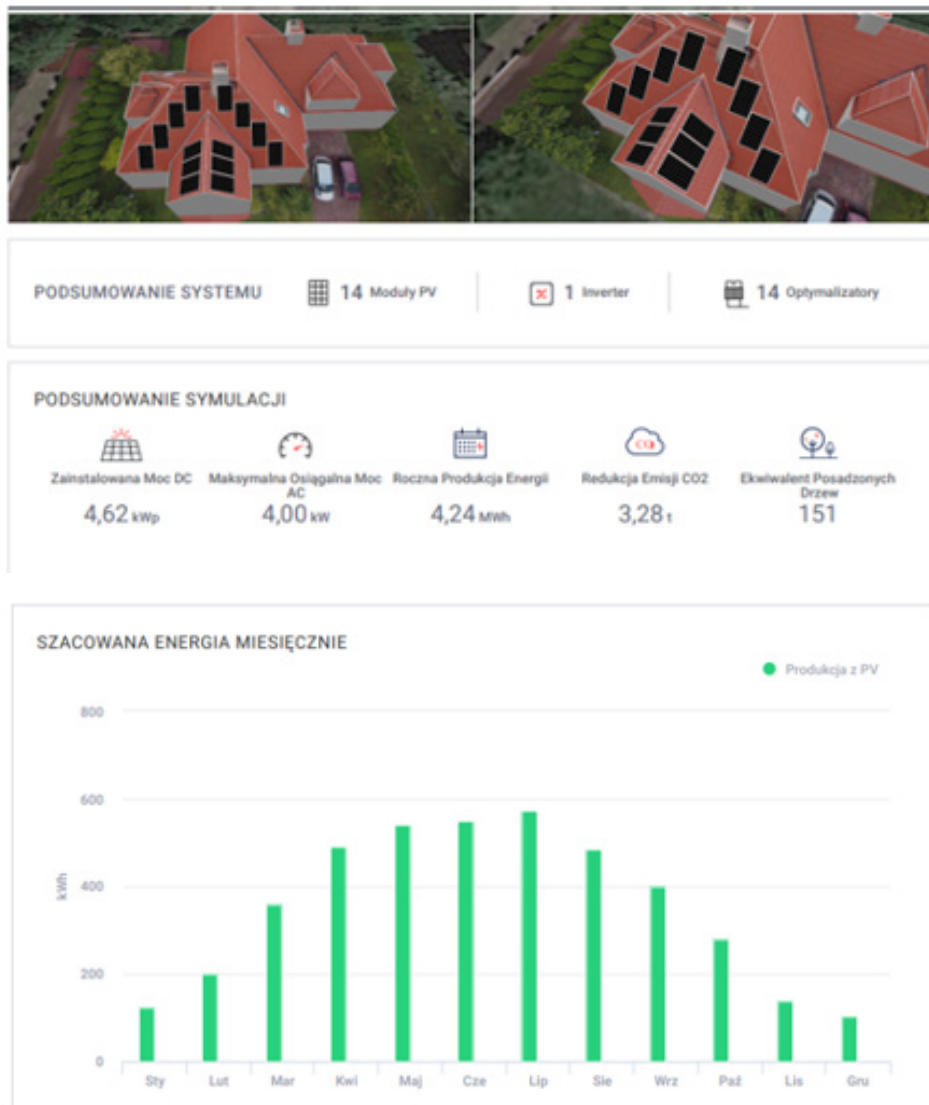 PODSUMOWANIE SYSTEMU
14 Moduły PV
1 Inverter
14 Optymalizatory
PODSUMOWANIE SYMULACJI
Zainstalowana Moc DC
4,62 kWp
Maksymalna Osiągalna Moc
AC
4,00 kW
Roczna Produkcja Energii
4,24 MWh
CO2
Redukcja Emisji CO2
3,28 t
Ekwiwalent Posadzonych
Drzew
151
SZACOWANA ENERGIA MIESIĘCZNIE
Produkcja z PV
kWh
800
600
400
200
0
Sty Lut Mar Kwi Maj Cze Lip Sie Wrz Paź Lis Gru